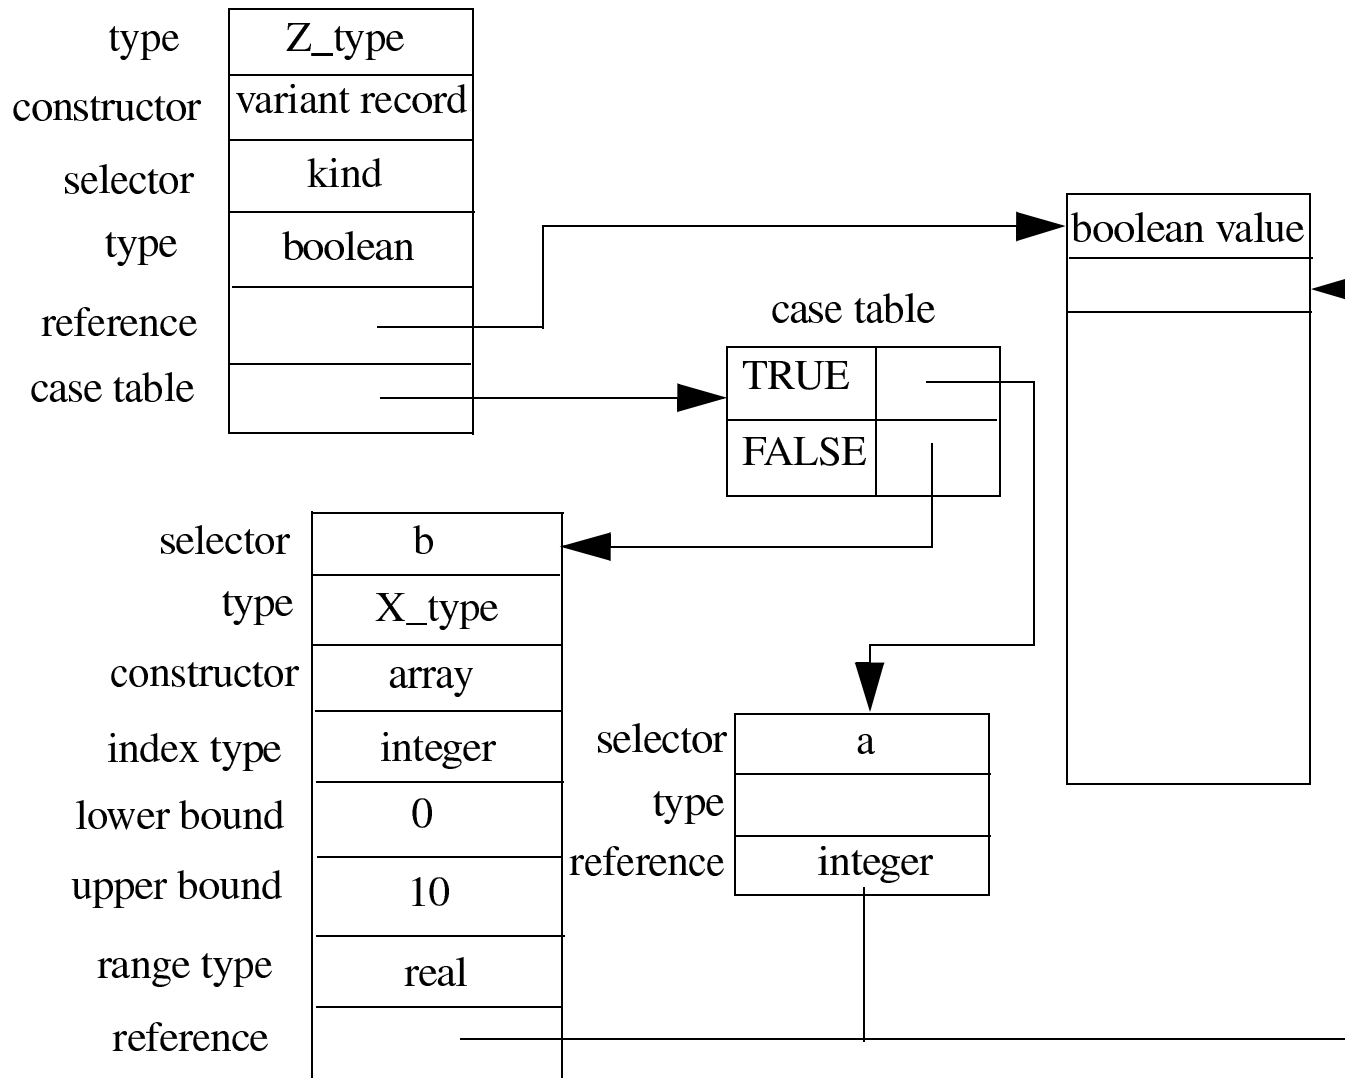 type Z_type
constructor variant record
selector kind
type boolean
boolean value
reference
case table
case table
TRUE
FALSE
selector b
type X_type
constructor array
index type integer
lower bound 0
upper bound 10
range type real
reference
selector a
type
reference integer